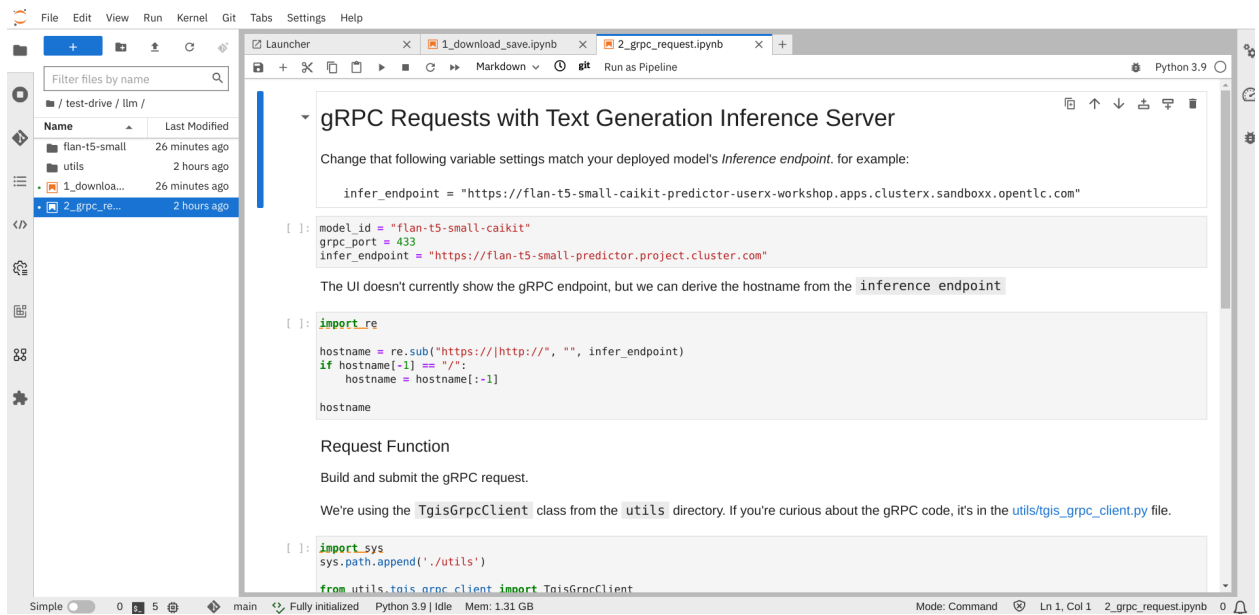 File Edit View Run Kernel Git Tabs Settings Help
+
Filter files by name
/ test-drive / llm /
Name Last Modified
flan-t5-small 26 minutes ago
utils 2 hours ago
1_downloa... 26 minutes ago
2_grpc_re... 2 hours ago
Launcher 1_download_save.ipynb 2_grpc_request.ipynb +
Markdown git Run as Pipeline Python 3.9
gRPC Requests with Text Generation Inference Server
Change that following variable settings match your deployed model's Inference endpoint. for example:
infer_endpoint = "https://flan-t5-small-caikit-predictor-userx-workshop.apps.clusterx.sandboxx.opentlc.com"
[ ]: model_id = "flan-t5-small-caikit"
grpc_port = 433
infer_endpoint = "https://flan-t5-small-predictor.project.cluster.com"
The UI doesn't currently show the gRPC endpoint, but we can derive the hostname from the inference endpoint
[ ]: import re
hostname = re.sub("https://|http://", "", infer_endpoint)
if hostname[-1] == "/":
hostname = hostname[:-1]
hostname
Request Function
Build and submit the gRPC request.
We're using the TgisGrpcClient class from the utils directory. If you're curious about the gRPC code, it's in the utils/tgis_grpc_client.py file.
[ ]: import sys
sys.path.append('./utils')
from utils.tgis_grpc_client import TgisGrpcClient
Simple 0 5 main Fully initialized Python 3.9 | Idle Mem: 1.31 GB Mode: Command Ln 1, Col 1 2_grpc_request.ipynb 0